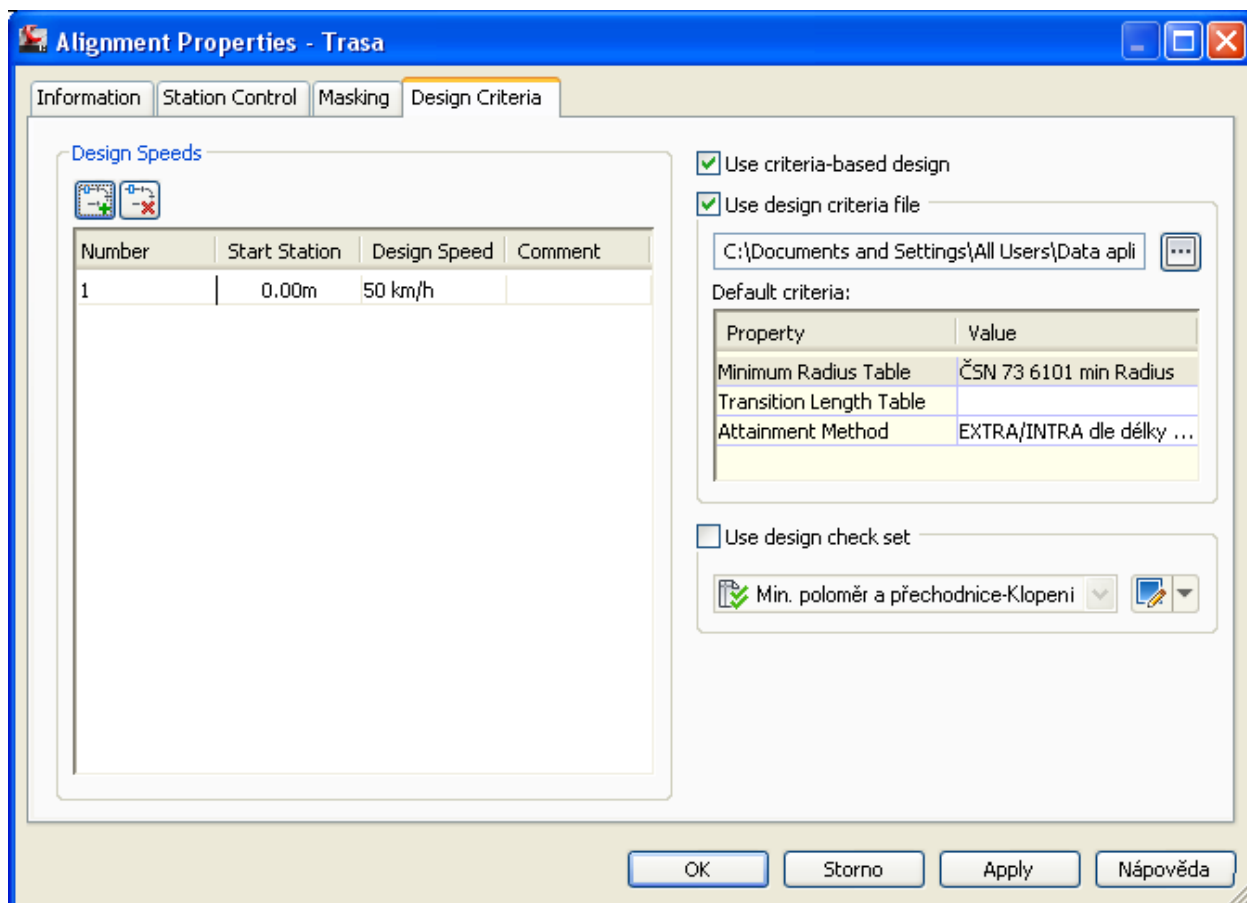 Alignment Properties - Trasa
Information Station Control Masking Design Criteria
Design Speeds
Number Start Station Design Speed Comment
1 0.00m 50 km/h
Use criteria-based design
Use design criteria file
C:\Documents and Settings\All Users\Data apli
...
Default criteria:
Property Value
Minimum Radius Table ČSN 73 6101 min Radius
Transition Length Table
Attainment Method EXTRA/INTRA dle délky ...
Use design check set
Min. poloměr a přechodnice-Klopeni
OK Storno Apply Nápověda